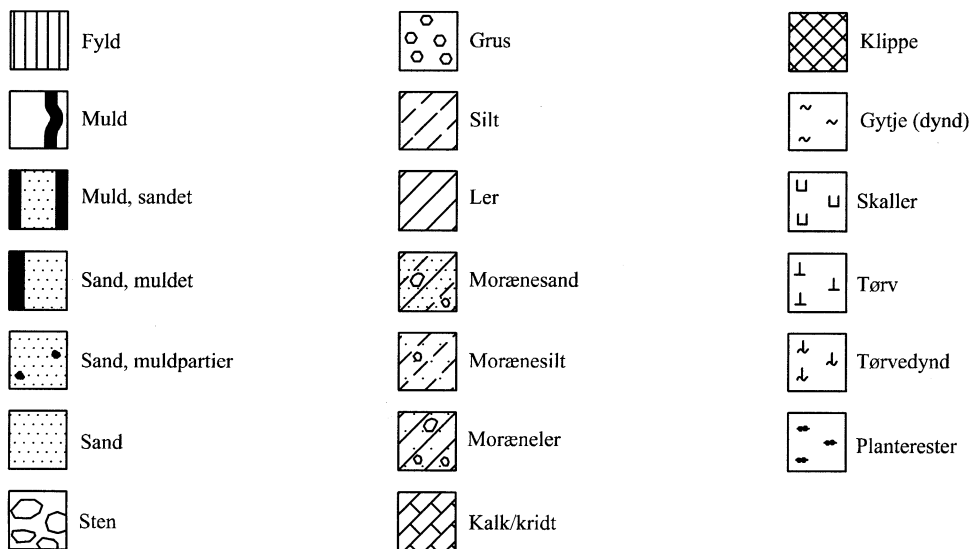 Fyld
Muld
Muld, sandet
Sand, muldet
Sand, muldpartier
Sand
Sten
Grus
Silt
Ler
Morænesand
Morænesilt
Moræneler
Kalk/kridt
Klippe
Gytje (dynd)
Skaller
Tørv
Tørvedynd
Planterester